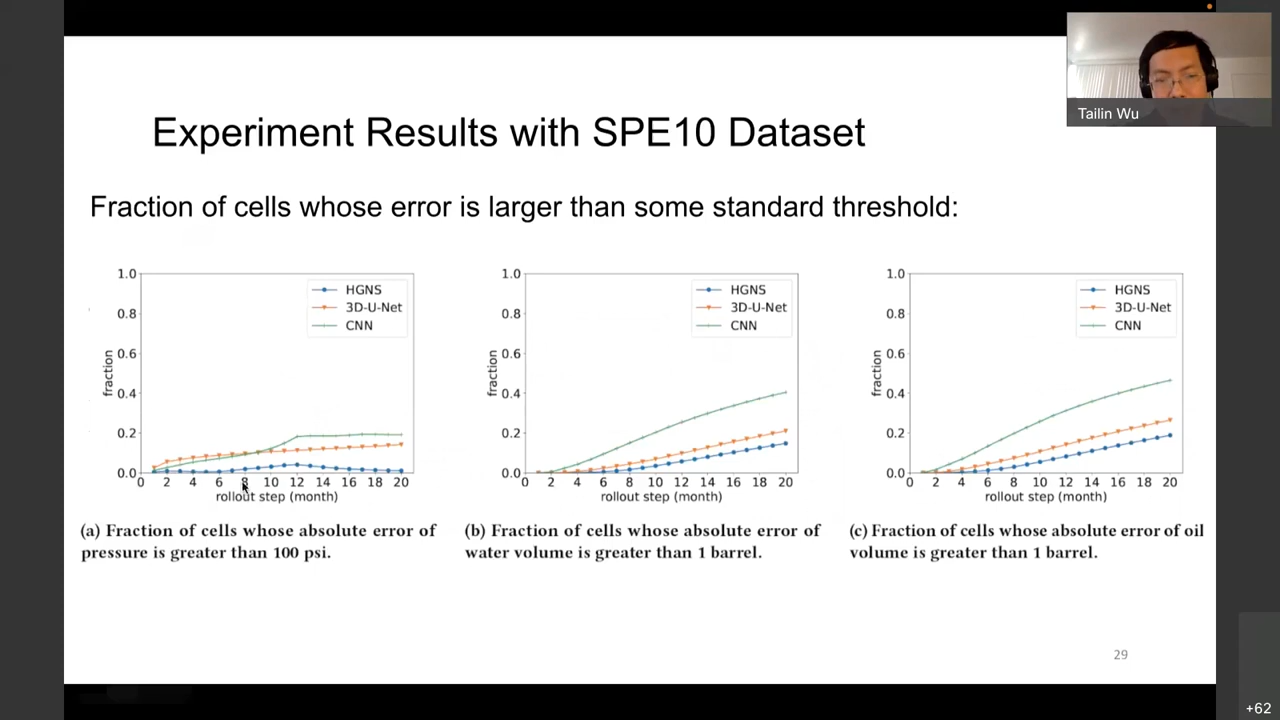 Tailin Wu
Experiment Results with SPE10 Dataset
Fraction of cells whose error is larger than some standard threshold:
1.0
0.8
0.6
0.4
0.2
0.0
fraction
HGNS
3D-U-Net
CNN
0 2 4 6 8 10 12 14 16 18 20
rollout step (month)
(a) Fraction of cells whose absolute error of
pressure is greater than 100 psi.
1.0
0.8
0.6
0.4
0.2
0.0
fraction
HGNS
3D-U-Net
CNN
0 2 4 6 8 10 12 14 16 18 20
rollout step (month)
(b) Fraction of cells whose absolute error of
water volume is greater than 1 barrel.
1.0
0.8
0.6
0.4
0.2
0.0
fraction
HGNS
3D-U-Net
CNN
0 2 4 6 8 10 12 14 16 18 20
rollout step (month)
(c) Fraction of cells whose absolute error of oil
volume is greater than 1 barrel.
29
+62